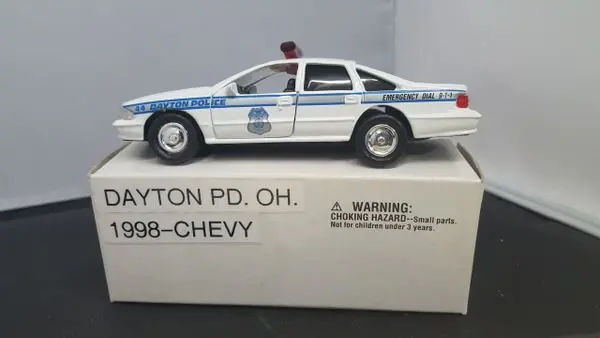 44 DAYTON POLICE
EMERGENCY DIAL 9-1-1
DAYTON PD. OH.
1998-CHEVY
⚠ WARNING:
CHOKING HAZARD--Small parts.
Not for children under 3 years.